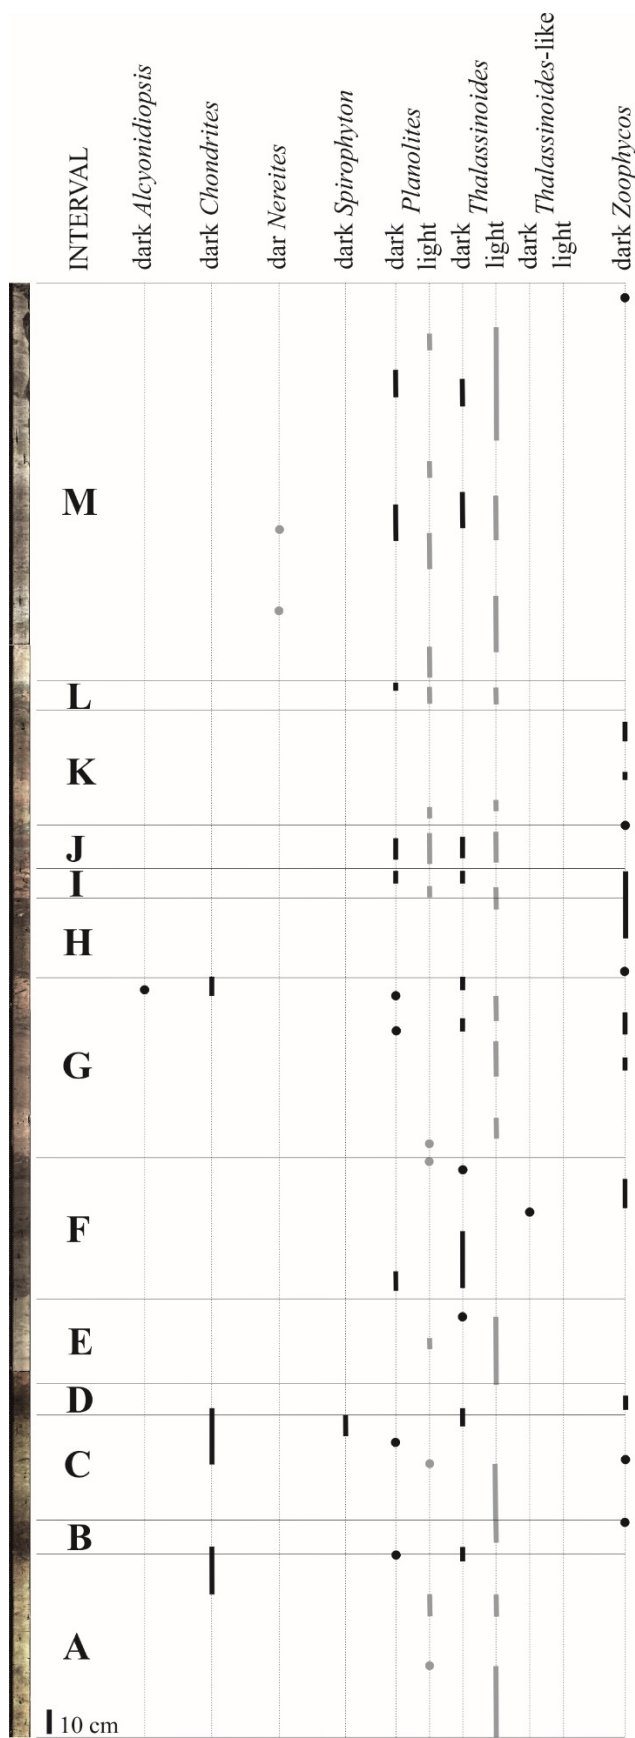 INTERVAL
dark Alcyonidiopsis
dark Chondrites
dar Nereites
dark Spirophyton
dark
light
Planolites
dark
light
Thalassinoides
dark
light
Thalassinoides-like
dark Zoophycos
M
L
K
J
I
H
G
F
E
D
C
B
A
10 cm